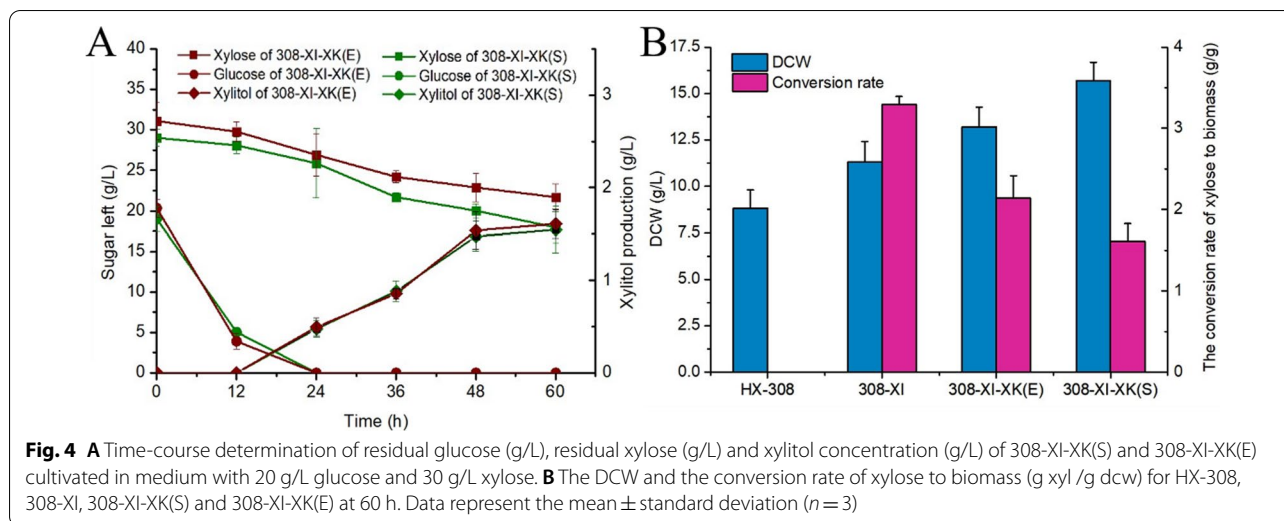 A
Xylose of 308-XI-XK(E)
Glucose of 308-XI-XK(E)
Xylitol of 308-XI-XK(E)
Xylose of 308-XI-XK(S)
Glucose of 308-XI-XK(S)
Xylitol of 308-XI-XK(S)
Sugar left (g/L)
40
35
30
25
20
15
10
5
0
Xylitol production (g/L)
3
2
1
0
0 12 24 36 48 60
Time (h)
B
DCW
Conversion rate
DCW (g/L)
17.5
15.0
12.5
10.0
7.5
5.0
2.5
0.0
The conversion rate of xylose to biomass (g/g)
4
3
2
1
0
HX-308 308-XI 308-XI-XK(E) 308-XI-XK(S)
Fig. 4 A Time-course determination of residual glucose (g/L), residual xylose (g/L) and xylitol concentration (g/L) of 308-XI-XK(S) and 308-XI-XK(E)
cultivated in medium with 20 g/L glucose and 30 g/L xylose. B The DCW and the conversion rate of xylose to biomass (g xyl /g dcw) for HX-308,
308-XI, 308-XI-XK(S) and 308-XI-XK(E) at 60 h. Data represent the mean ± standard deviation (n = 3)